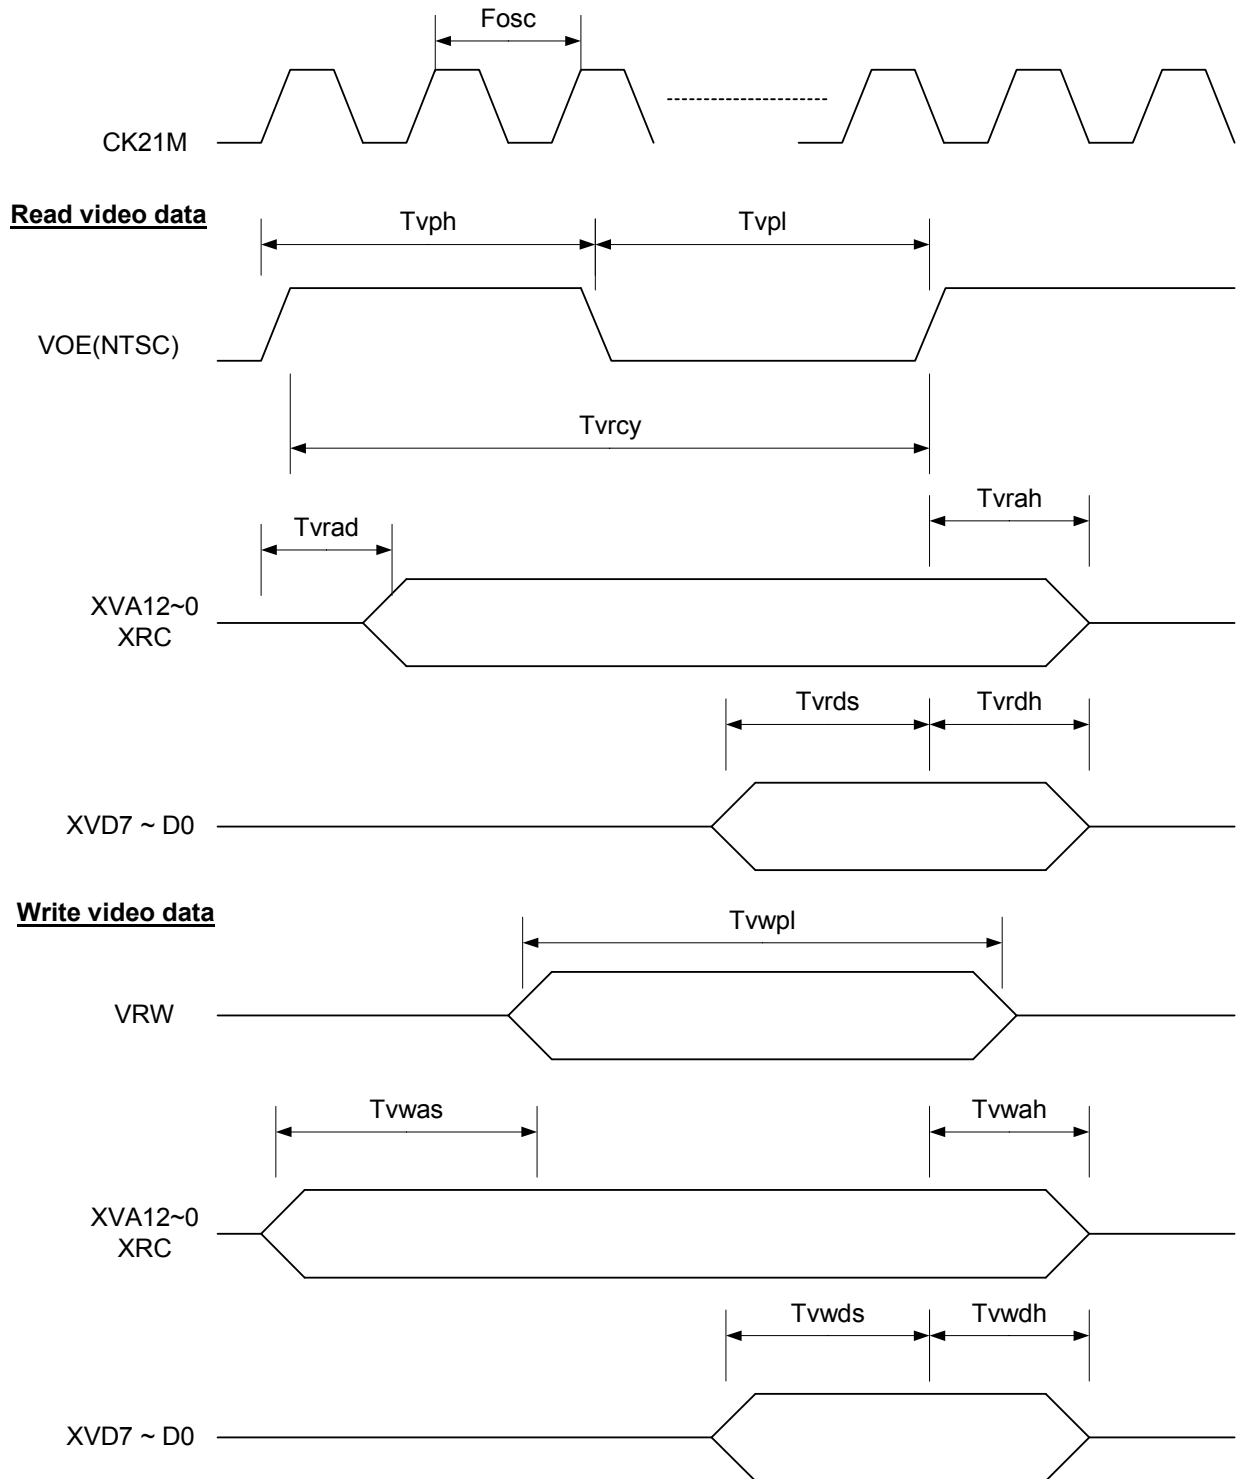 Fosc
CK21M
Read video data
Tvph
Tvpl
VOE(NTSC)
Tvrcy
Tvrah
Tvrad
XVA12~0
XRC
Tvrds
Tvrdh
XVD7 ~ D0
Write video data
Tvwpl
VRW
Tvwas
Tvwah
XVA12~0
XRC
Tvwds
Tvwdh
XVD7 ~ D0